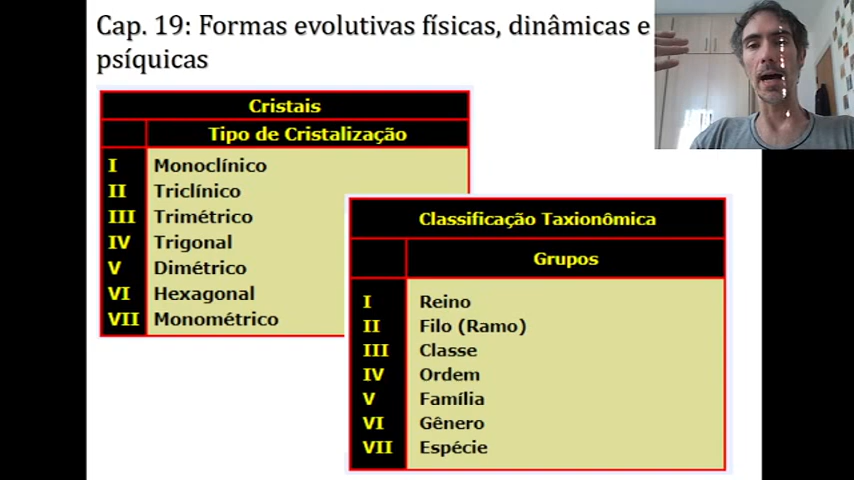 Cap. 19: Formas evolutivas físicas, dinâmicas e
psíquicas
Cristais
Tipo de Cristalização
I Monoclínico
II Triclínico
III Trimétrico
IV Trigonal
V Dimétrico
VI Hexagonal
VII Monométrico
Classificação Taxionômica
Grupos
I Reino
II Filo (Ramo)
III Classe
IV Ordem
V Família
VI Gênero
VII Espécie